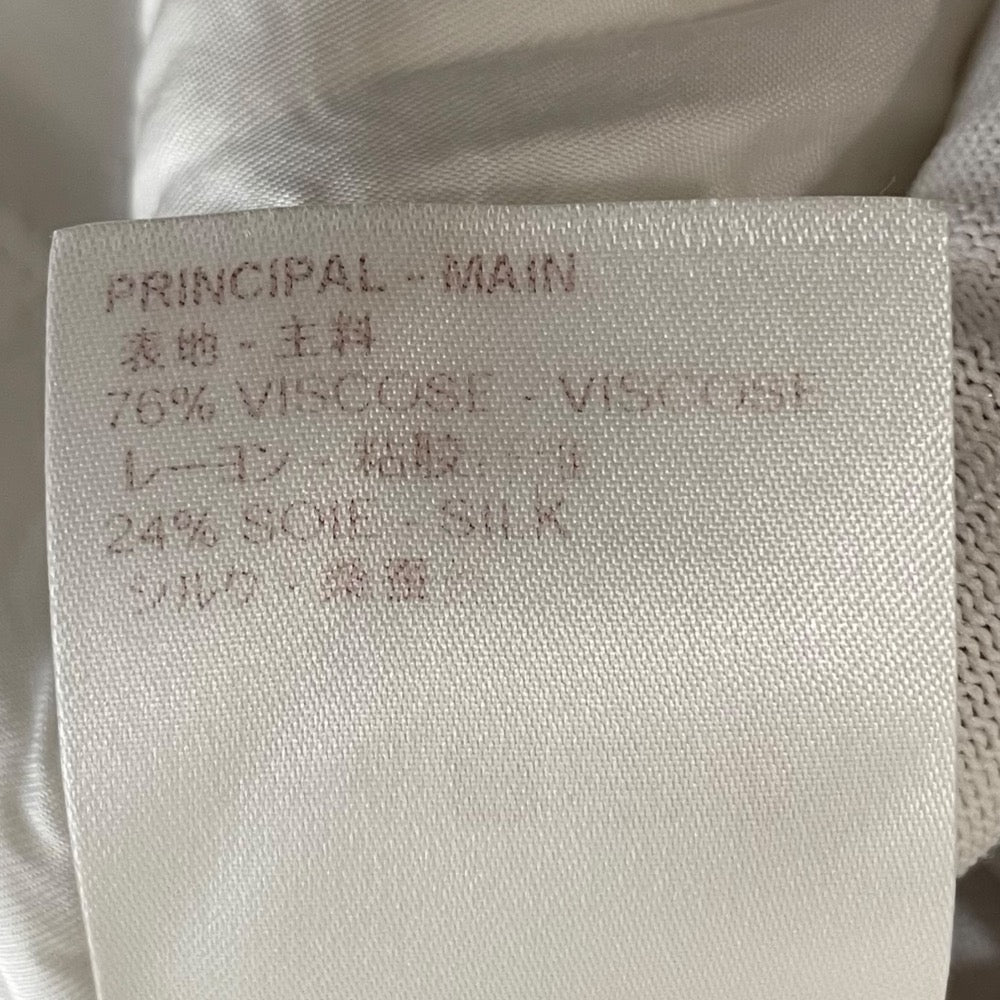 PRINCIPAL - MAIN
表地 - 主料
76% VISCOSE - VISCOSE
レーヨン - 粘胶
24% SOIE - SILK
シルク - 桑蚕